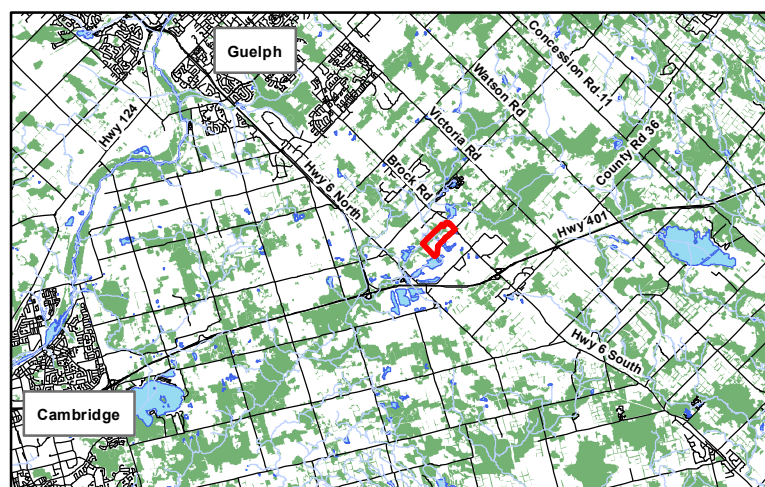 Guelph
Concession Rd-11
Watson Rd
Hwy 124
Victoria Rd
County Rd 36
Brock Rd
Hwy 6 North
Hwy 401
Hwy 6 South
Cambridge